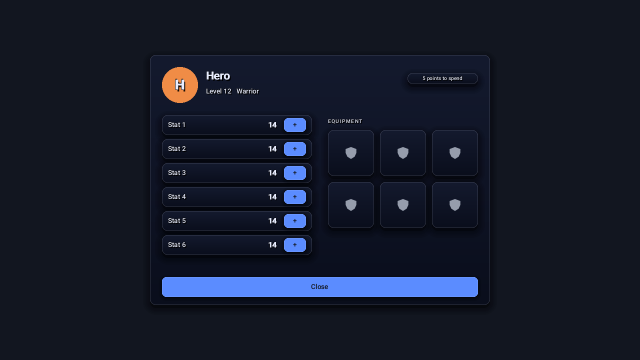 H
Hero
Level 12 Warrior
5 points to spend
Stat 1 14 +
Stat 2 14 +
Stat 3 14 +
Stat 4 14 +
Stat 5 14 +
Stat 6 14 +
EQUIPMENT
Close